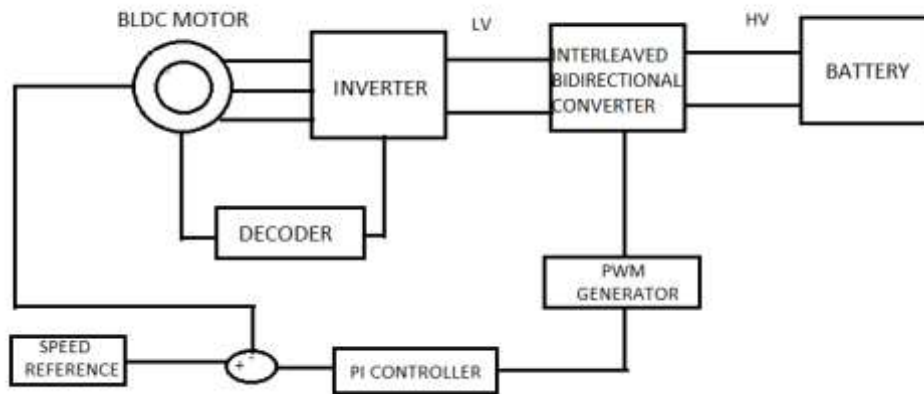 BLDC MOTOR
LV
HV
INVERTER
INTERLEAVED
BIDIRECTIONAL
CONVERTER
BATTERY
DECODER
PWM
GENERATOR
SPEED
REFERENCE
+
-
PI CONTROLLER